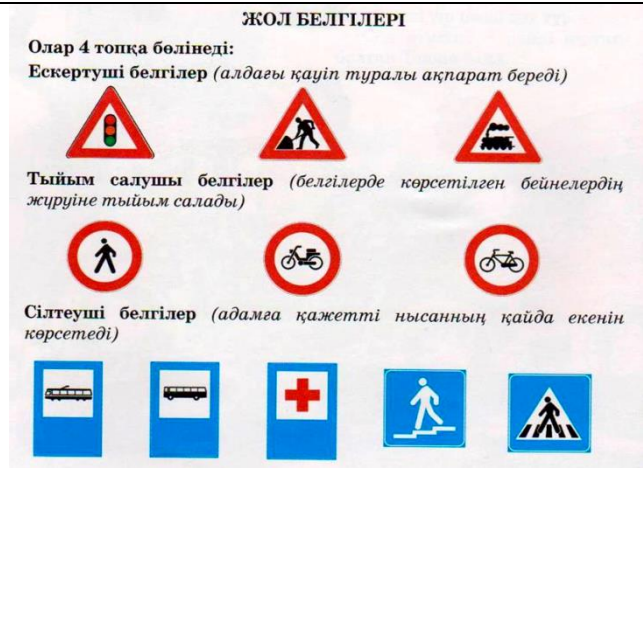 ЖОЛ БЕЛГІЛЕРІ
Олар 4 топқа бөлінеді:
Ескертуші белгілер (алдағы қауіп туралы ақпарат береді)
Тыйым салушы белгілер (белгілерде көрсетілген бейнелердің
жүруіне тыйым салады)
Сілтеуші белгілер (адамға қажетті нысанның қайда екенін
көрсетеді)